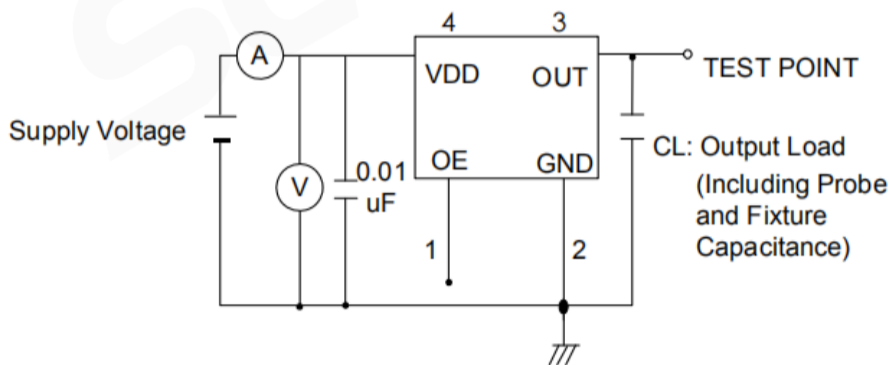 4
3
A
VDD
OUT
TEST POINT
Supply Voltage
V
0.01
uF
OE
GND
CL: Output Load
(Including Probe
and Fixture
Capacitance)
1
2